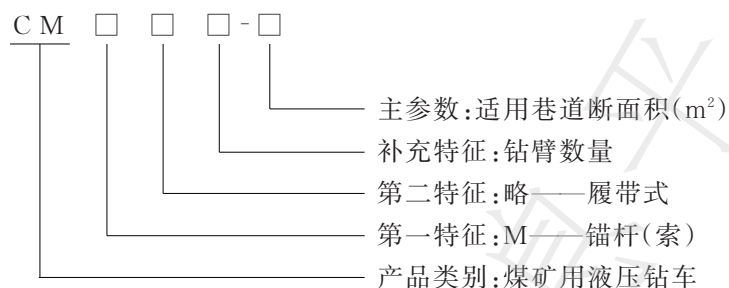 CM □ □ □-□
主参数:适用巷道断面积(m²)
补充特征:钻臂数量
第二特征:略——履带式
第一特征:M——锚杆(索)
产品类别:煤矿用液压钻车